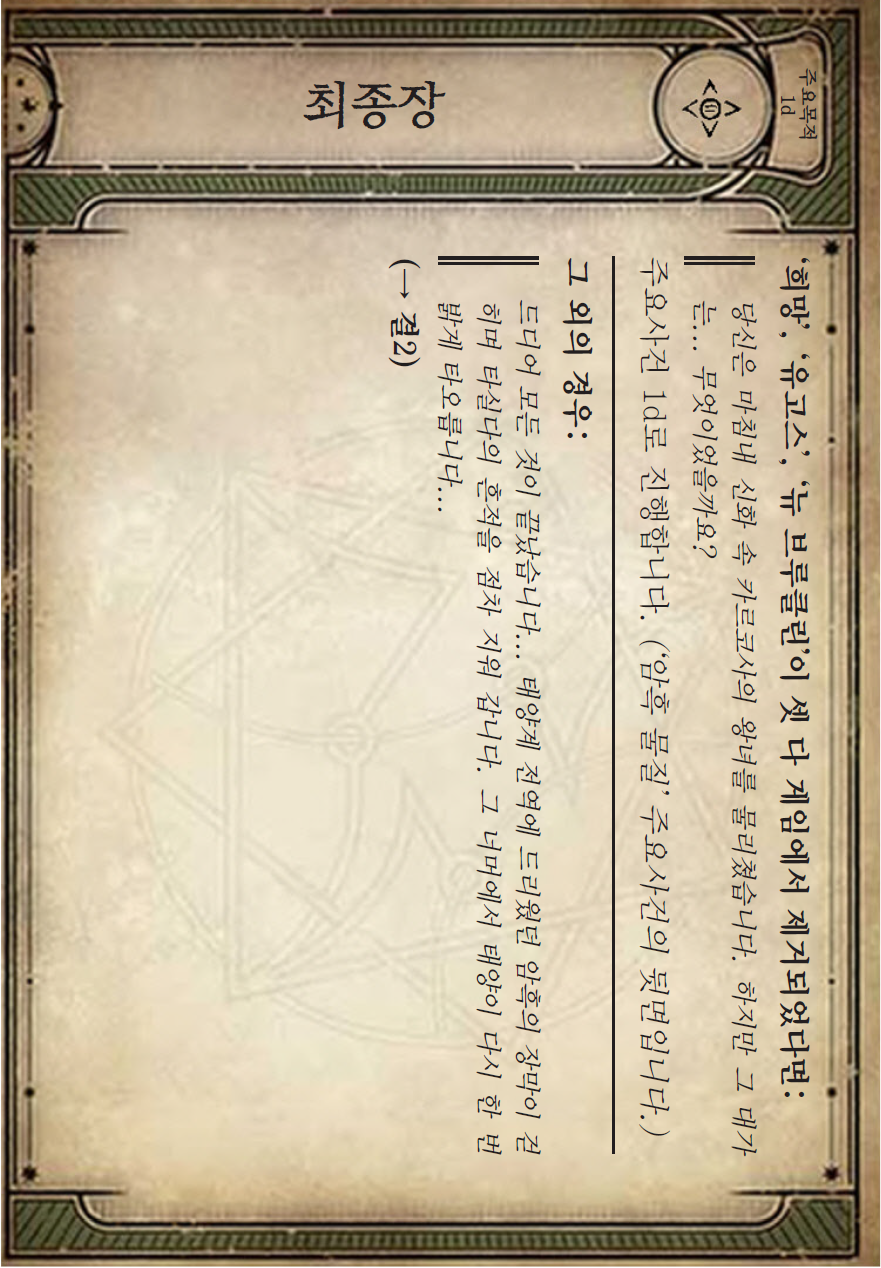 주요목적
1d
최종장
‘희망’, ‘유고스’, ‘뉴 브루클린’이 셋 다 게임에서 제거되었다면:
당신은 마침내 신화 속 카르코사의 왕녀를 물리쳤습니다. 하지만 그 대가
는... 무엇이었을까요?
주요사건 1d로 진행합니다. (‘암흑 물질’ 주요사건의 뒷면입니다.)
그 외의 경우:
드디어 모든 것이 끝났습니다... 태양계 전역에 드리웠던 암흑의 장막이 걷
히며 타실다의 흔적을 점차 지워 갑니다. 그 너머에서 태양이 다시 한 번
밝게 타오릅니다...
(→ 결2)